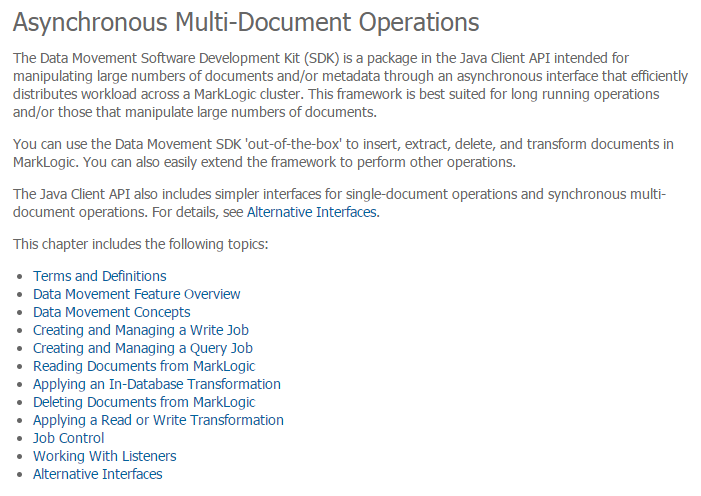 Asynchronous Multi-Document Operations
The Data Movement Software Development Kit (SDK) is a package in the Java Client API intended for
manipulating large numbers of documents and/or metadata through an asynchronous interface that efficiently
distributes workload across a MarkLogic cluster. This framework is best suited for long running operations
and/or those that manipulate large numbers of documents.
You can use the Data Movement SDK 'out-of-the-box' to insert, extract, delete, and transform documents in
MarkLogic. You can also easily extend the framework to perform other operations.
The Java Client API also includes simpler interfaces for single-document operations and synchronous multi-
document operations. For details, see Alternative Interfaces.
This chapter includes the following topics:
• Terms and Definitions
• Data Movement Feature Overview
• Data Movement Concepts
• Creating and Managing a Write Job
• Creating and Managing a Query Job
• Reading Documents from MarkLogic
• Applying an In-Database Transformation
• Deleting Documents from MarkLogic
• Applying a Read or Write Transformation
• Job Control
• Working With Listeners
• Alternative Interfaces